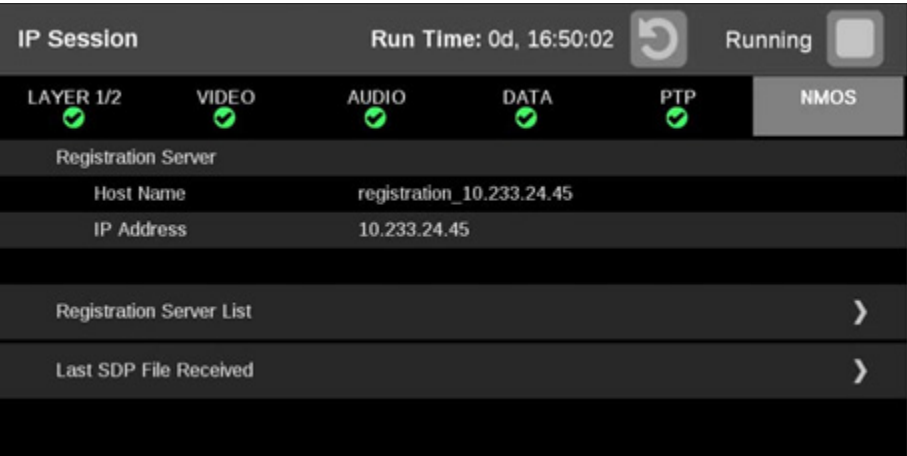 IP Session Run Time: 0d, 16:50:02 Running
LAYER 1/2 VIDEO AUDIO DATA PTP NMOS
Registration Server
Host Name registration_10.233.24.45
IP Address 10.233.24.45
Registration Server List
Last SDP File Received